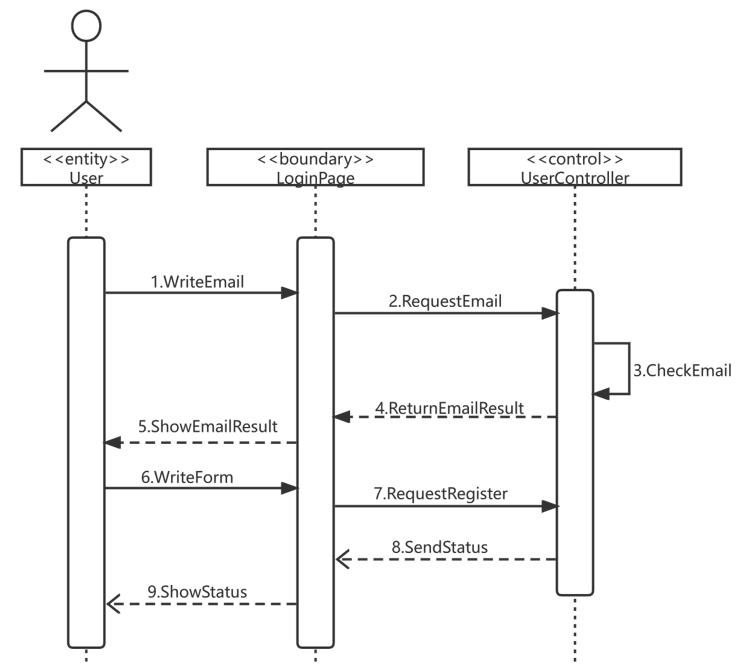 <<entity>>
User
<<boundary>>
LoginPage
<<control>>
UserController
1.WriteEmail
2.RequestEmail
3.CheckEmail
4.ReturnEmailResult
5.ShowEmailResult
6.WriteForm
7.RequestRegister
8.SendStatus
9.ShowStatus